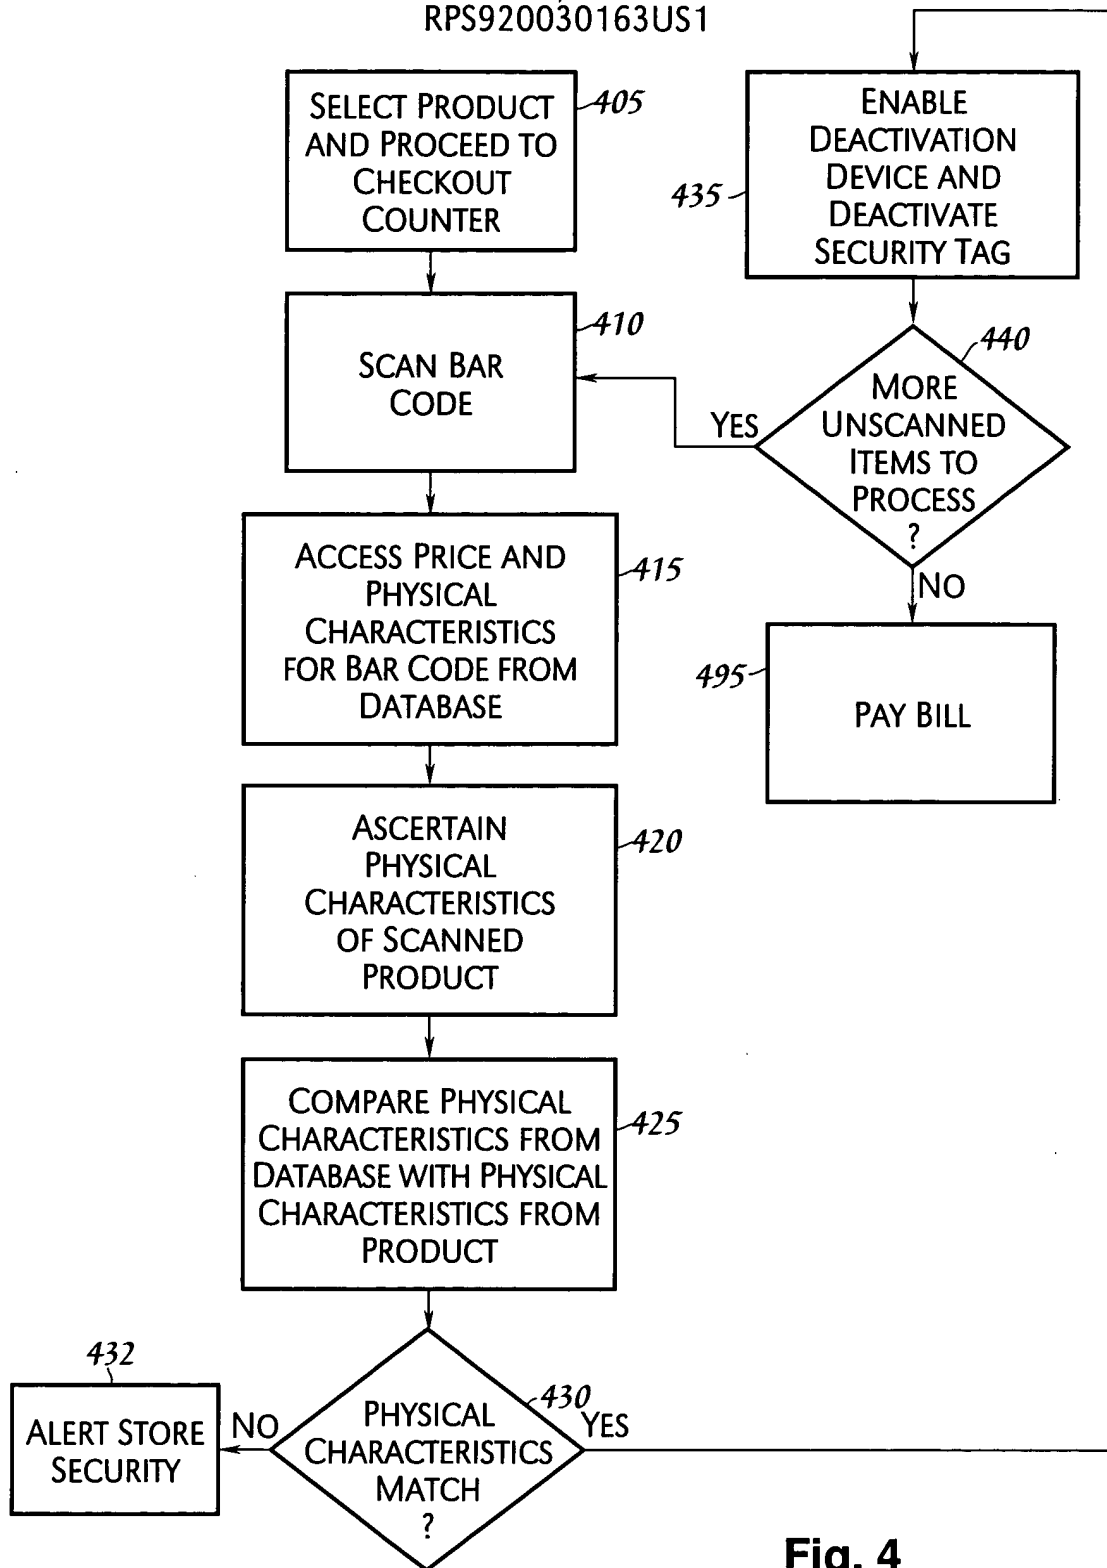 RPS920030163US1
SELECT PRODUCT
AND PROCEED TO
CHECKOUT
COUNTER
405
SCAN BAR
CODE
410
ACCESS PRICE AND
PHYSICAL
CHARACTERISTICS
FOR BAR CODE FROM
DATABASE
415
ASCERTAIN
PHYSICAL
CHARACTERISTICS
OF SCANNED
PRODUCT
420
COMPARE PHYSICAL
CHARACTERISTICS FROM
DATABASE WITH PHYSICAL
CHARACTERISTICS FROM
PRODUCT
425
PHYSICAL
CHARACTERISTICS
MATCH
?
430
NO
YES
432
ALERT STORE
SECURITY
ENABLE
DEACTIVATION
DEVICE AND
DEACTIVATE
SECURITY TAG
435
MORE
UNSCANNED
ITEMS TO
PROCESS
?
440
YES
NO
PAY BILL
495
Fig. 4